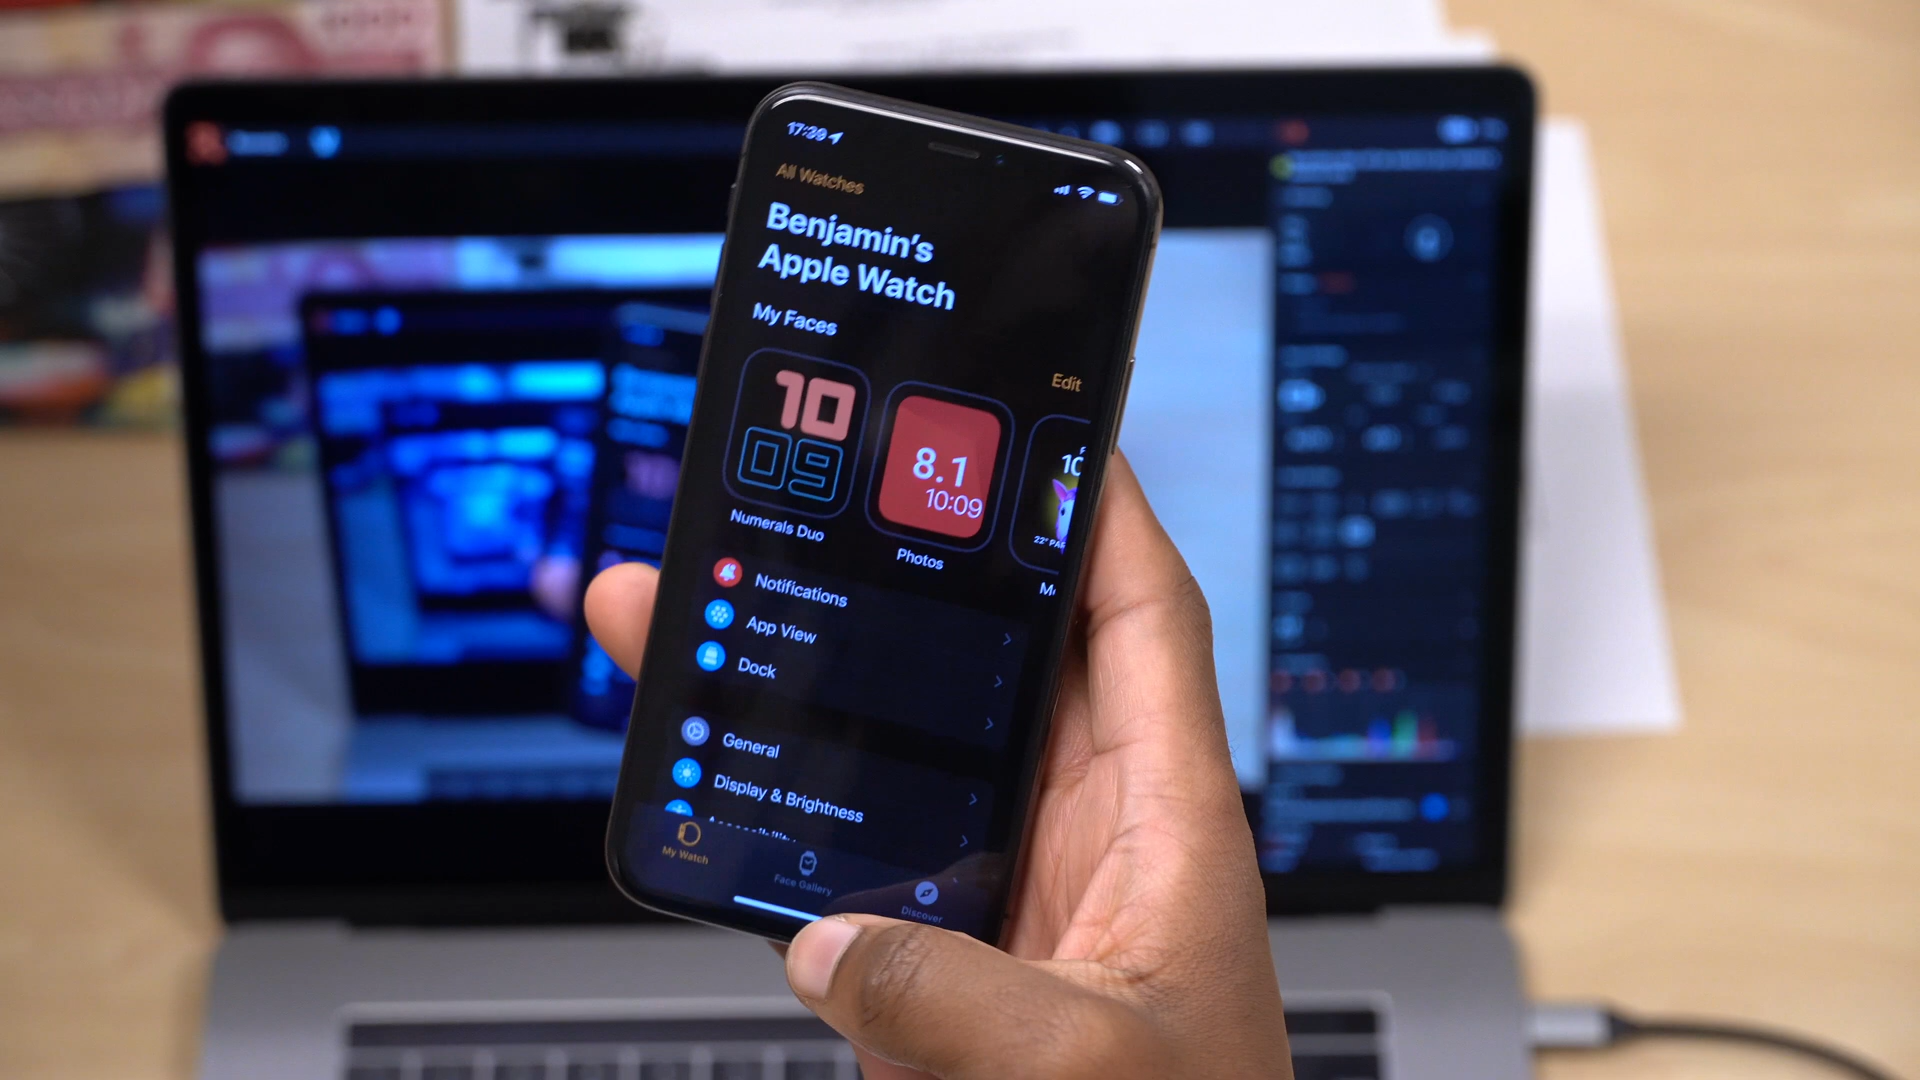 17:39
All Watches
Benjamin's
Apple Watch
My Faces
Edit
10
09
8.1
10:09
10
22°
Numerals Duo
Photos
Notifications
App View
Dock
General
Display & Brightness
My Watch
Face Gallery
Discover